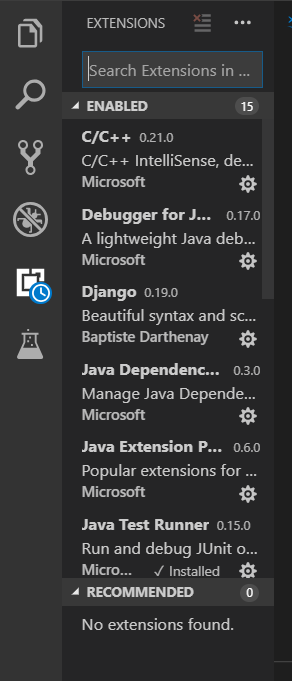 EXTENSIONS
Search Extensions in ...
ENABLED 15
C/C++ 0.21.0
C/C++ IntelliSense, de...
Microsoft
Debugger for J... 0.17.0
A lightweight Java deb...
Microsoft
Django 0.19.0
Beautiful syntax and sc...
Baptiste Darthenay
Java Dependenc... 0.3.0
Manage Java Depende...
Microsoft
Java Extension P... 0.6.0
Popular extensions for ...
Microsoft
Java Test Runner 0.15.0
Run and debug JUnit o...
Micro... ✓ Installed
RECOMMENDED 0
No extensions found.